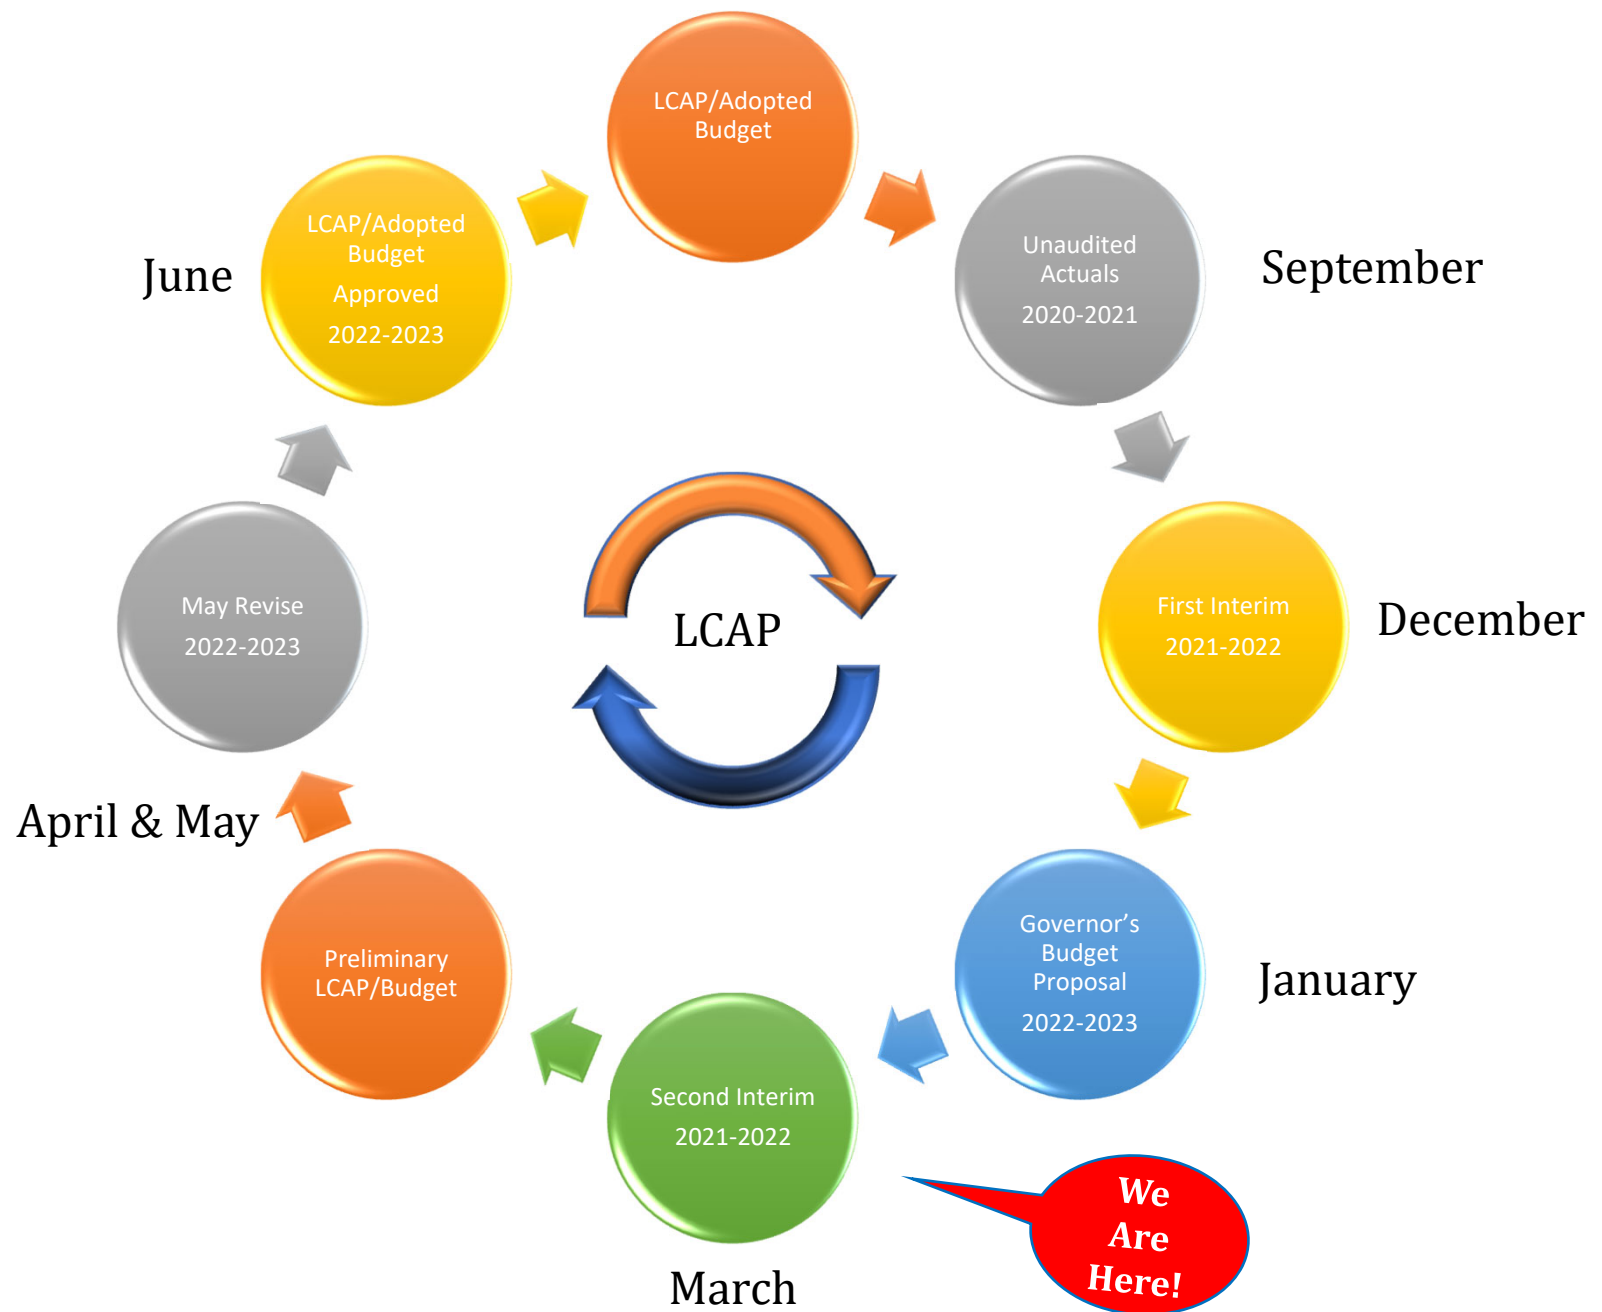 LCAP/Adopted
Budget
Unaudited
Actuals
2020-2021
September
First Interim
2021-2022
December
Governor’s
Budget
Proposal
2022-2023
January
Second Interim
2021-2022
March
We
Are
Here!
Preliminary
LCAP/Budget
April & May
May Revise
2022-2023
LCAP/Adopted
Budget
Approved
2022-2023
June
LCAP